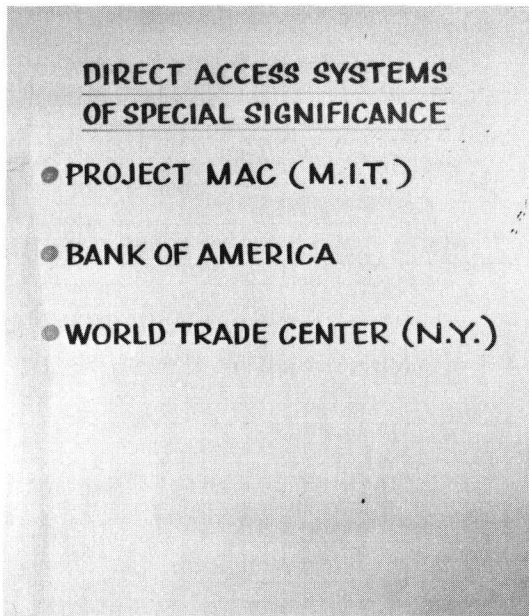 DIRECT ACCESS SYSTEMS
OF SPECIAL SIGNIFICANCE
● PROJECT MAC (M.I.T.)
● BANK OF AMERICA
● WORLD TRADE CENTER (N.Y.)